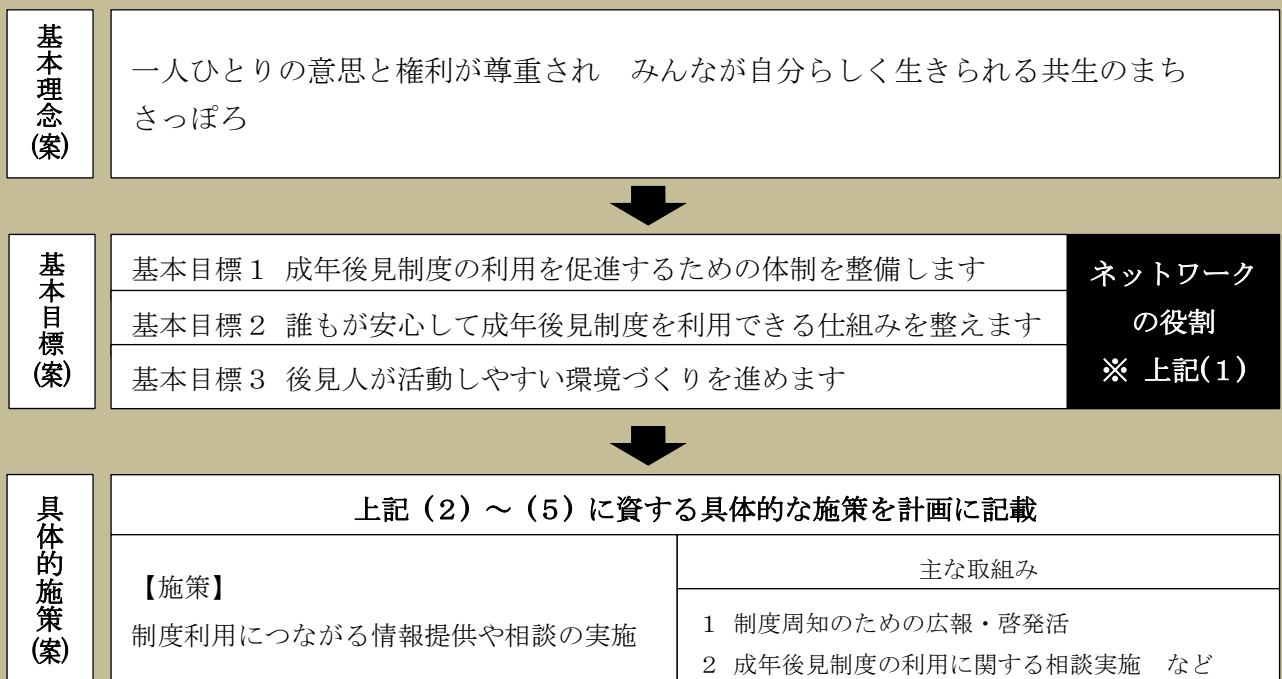 基本理念(案)
一人ひとりの意思と権利が尊重され　みんなが自分らしく生きられる共生のまち
さっぽろ
基本目標(案)
基本目標１ 成年後見制度の利用を促進するための体制を整備します
基本目標２ 誰もが安心して成年後見制度を利用できる仕組みを整えます
基本目標３ 後見人が活動しやすい環境づくりを進めます
ネットワーク
の役割
※ 上記(１)
具体的施策(案)
上記（２）～（５）に資する具体的な施策を計画に記載
【施策】
制度利用につながる情報提供や相談の実施
主な取組み
１ 制度周知のための広報・啓発活
２ 成年後見制度の利用に関する相談実施　など